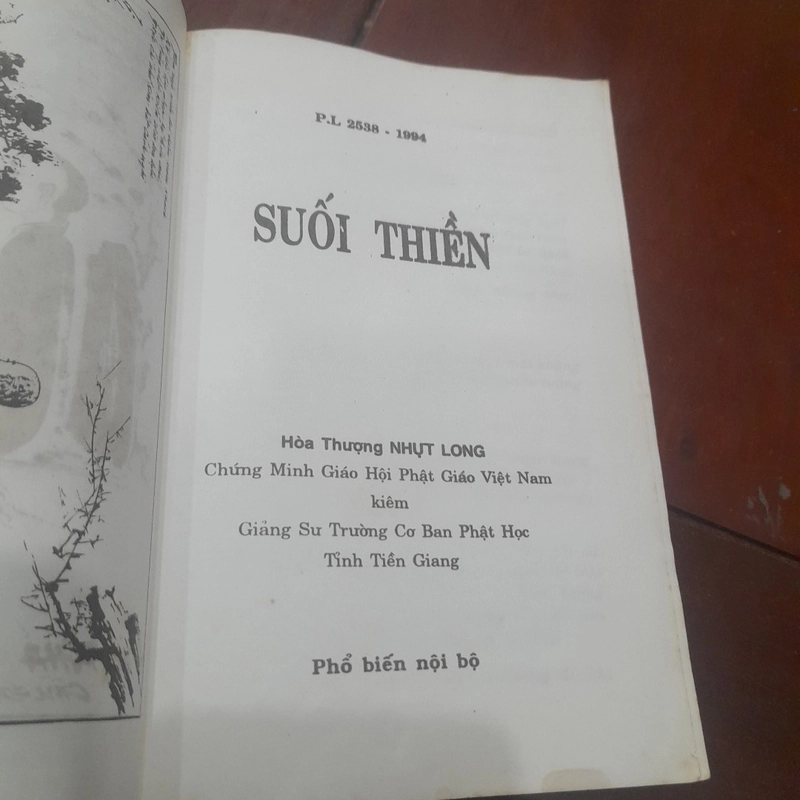 P.L 2538 - 1994
SUỐI THIỀN
Hòa Thượng NHỰT LONG
Chứng Minh Giáo Hội Phật Giáo Việt Nam
kiêm
Giảng Sư Trường Cơ Ban Phật Học
Tỉnh Tiền Giang
Phổ biến nội bộ